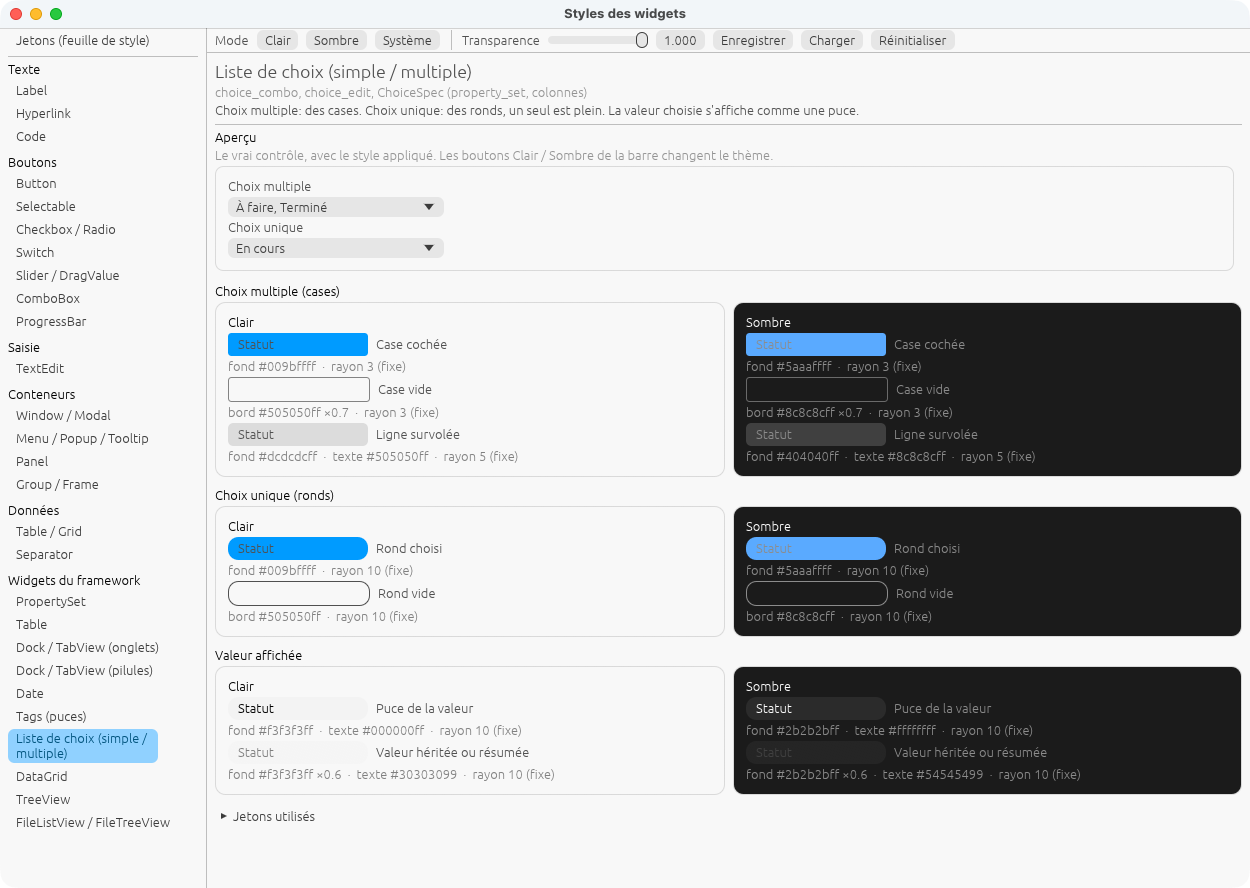 Styles des widgets
Jetons (feuille de style)
Texte
Label
Hyperlink
Code
Boutons
Button
Selectable
Checkbox / Radio
Switch
Slider / DragValue
ComboBox
ProgressBar
Saisie
TextEdit
Conteneurs
Window / Modal
Menu / Popup / Tooltip
Panel
Group / Frame
Données
Table / Grid
Separator
Widgets du framework
PropertySet
Table
Dock / TabView (onglets)
Dock / TabView (pilules)
Date
Tags (puces)
Liste de choix (simple /
multiple)
DataGrid
TreeView
FileListView / FileTreeView
Mode Clair Sombre Système Transparence 1.000 Enregistrer Charger Réinitialiser
Liste de choix (simple / multiple)
choice_combo, choice_edit, ChoiceSpec (property_set, colonnes)
Choix multiple: des cases. Choix unique: des ronds, un seul est plein. La valeur choisie s'affiche comme une puce.
Aperçu
Le vrai contrôle, avec le style appliqué. Les boutons Clair / Sombre de la barre changent le thème.
Choix multiple
À faire, Terminé
Choix unique
En cours
Choix multiple (cases)
Clair
Statut Case cochée
fond #009bffff · rayon 3 (fixe)
Case vide
bord #505050ff ×0.7 · rayon 3 (fixe)
Statut Ligne survolée
fond #dcdcdcff · texte #505050ff · rayon 5 (fixe)
Sombre
Statut Case cochée
fond #5aaaffff · rayon 3 (fixe)
Case vide
bord #8c8c8cff ×0.7 · rayon 3 (fixe)
Statut Ligne survolée
fond #404040ff · texte #8c8c8cff · rayon 5 (fixe)
Choix unique (ronds)
Clair
Statut Rond choisi
fond #009bffff · rayon 10 (fixe)
Rond vide
bord #505050ff · rayon 10 (fixe)
Sombre
Statut Rond choisi
fond #5aaaffff · rayon 10 (fixe)
Rond vide
bord #8c8c8cff · rayon 10 (fixe)
Valeur affichée
Clair
Statut Puce de la valeur
fond #f3f3f3ff · texte #000000ff · rayon 10 (fixe)
Statut Valeur héritée ou résumée
fond #f3f3f3ff ×0.6 · texte #30303099 · rayon 10 (fixe)
Sombre
Statut Puce de la valeur
fond #2b2b2bff · texte #ffffffff · rayon 10 (fixe)
Statut Valeur héritée ou résumée
fond #2b2b2bff ×0.6 · texte #54545499 · rayon 10 (fixe)
Jetons utilisés